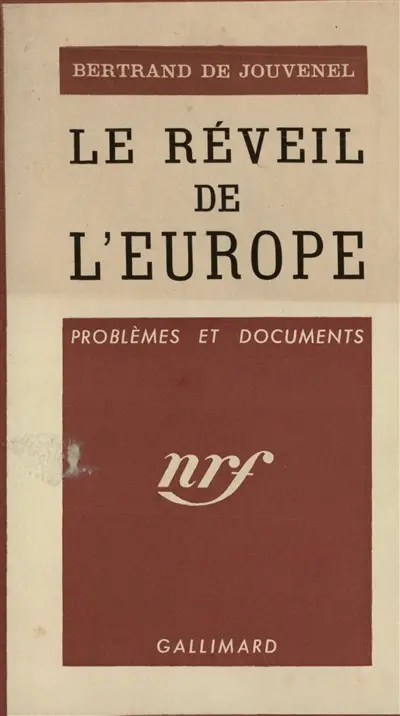 BERTRAND DE JOUVENEL
LE RÉVEIL
DE
L'EUROPE
PROBLÈMES ET DOCUMENTS
nrf
GALLIMARD